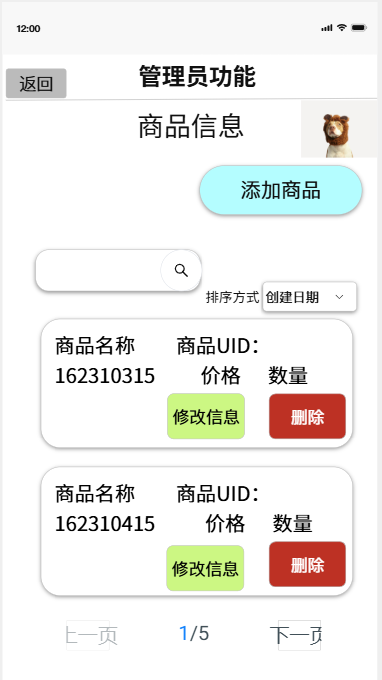 12:00
管理员功能
返回
商品信息
添加商品
排序方式 创建日期
商品名称 商品UID：
162310315 价格 数量
修改信息 删除
商品名称 商品UID：
162310415 价格 数量
修改信息 删除
上一页 1/5 下一页